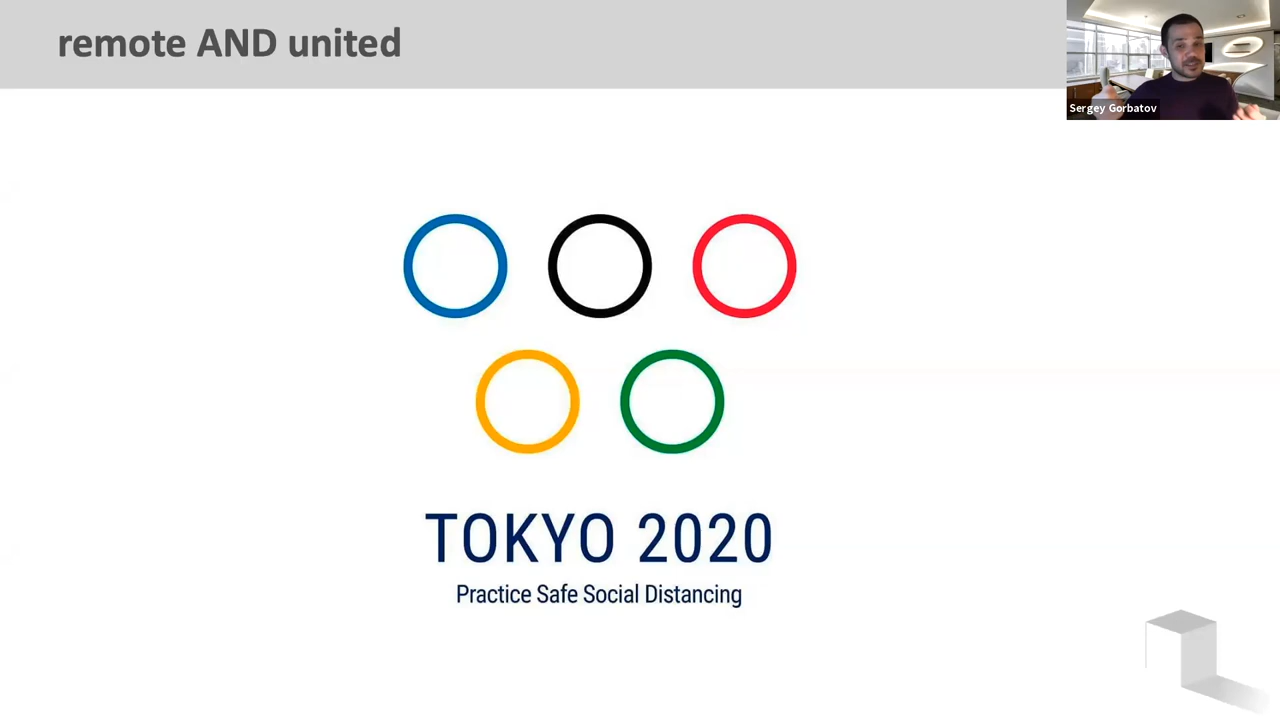 remote AND united
Sergey Gorbatov
TOKYO 2020
Practice Safe Social Distancing